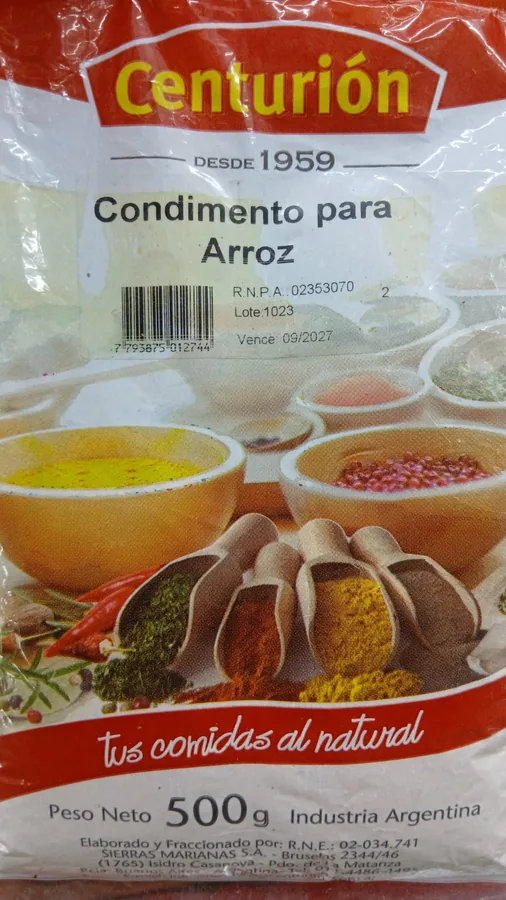 Centurión
DESDE 1959
Condimento para
Arroz
R.N.P.A.:02353070 2
Lote:1023
Vence: 09/2027
7 793875 012744
tus comidas al natural
Peso Neto 500g Industria Argentina
Elaborado y Fraccionado por: R.N.E.: 02-034.741
SIERRAS MARIANAS S.A. - Bruselas 2344/46
(1765) Isidro Casanova - Pdo. de La Matanza